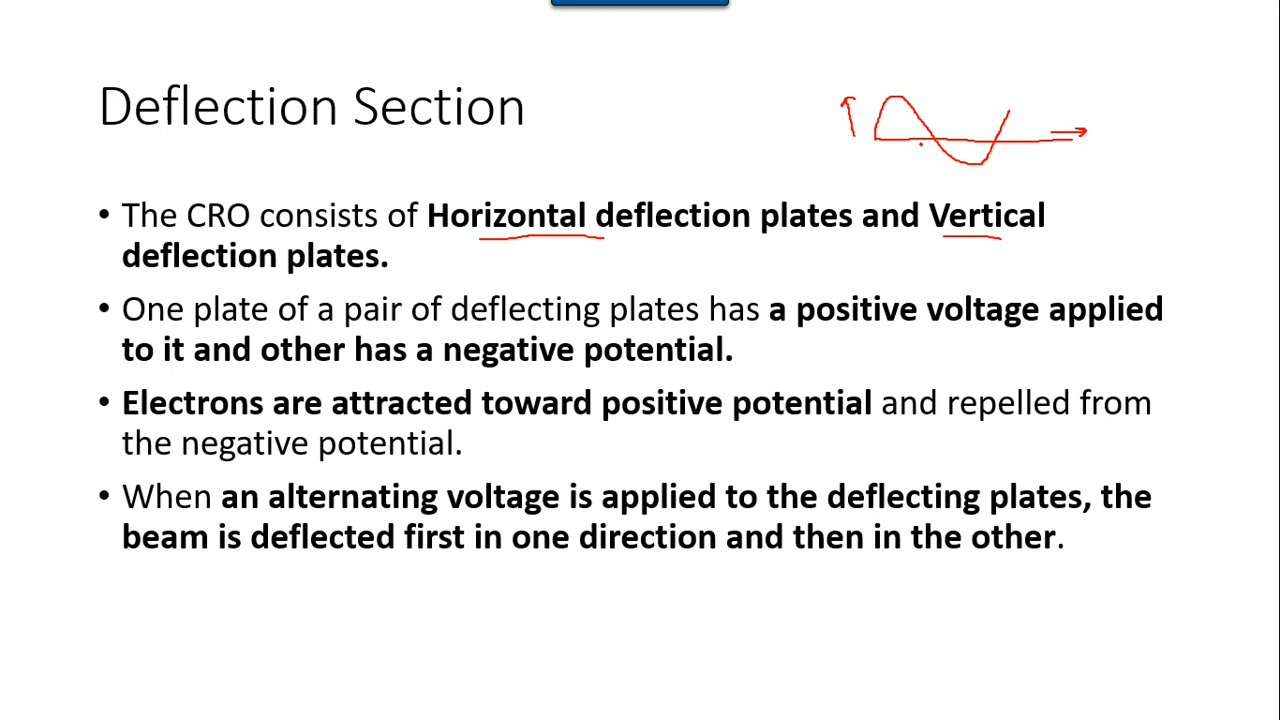 Deflection Section
• The CRO consists of Horizontal deflection plates and Vertical
deflection plates.
• One plate of a pair of deflecting plates has a positive voltage applied
to it and other has a negative potential.
• Electrons are attracted toward positive potential and repelled from
the negative potential.
• When an alternating voltage is applied to the deflecting plates, the
beam is deflected first in one direction and then in the other.